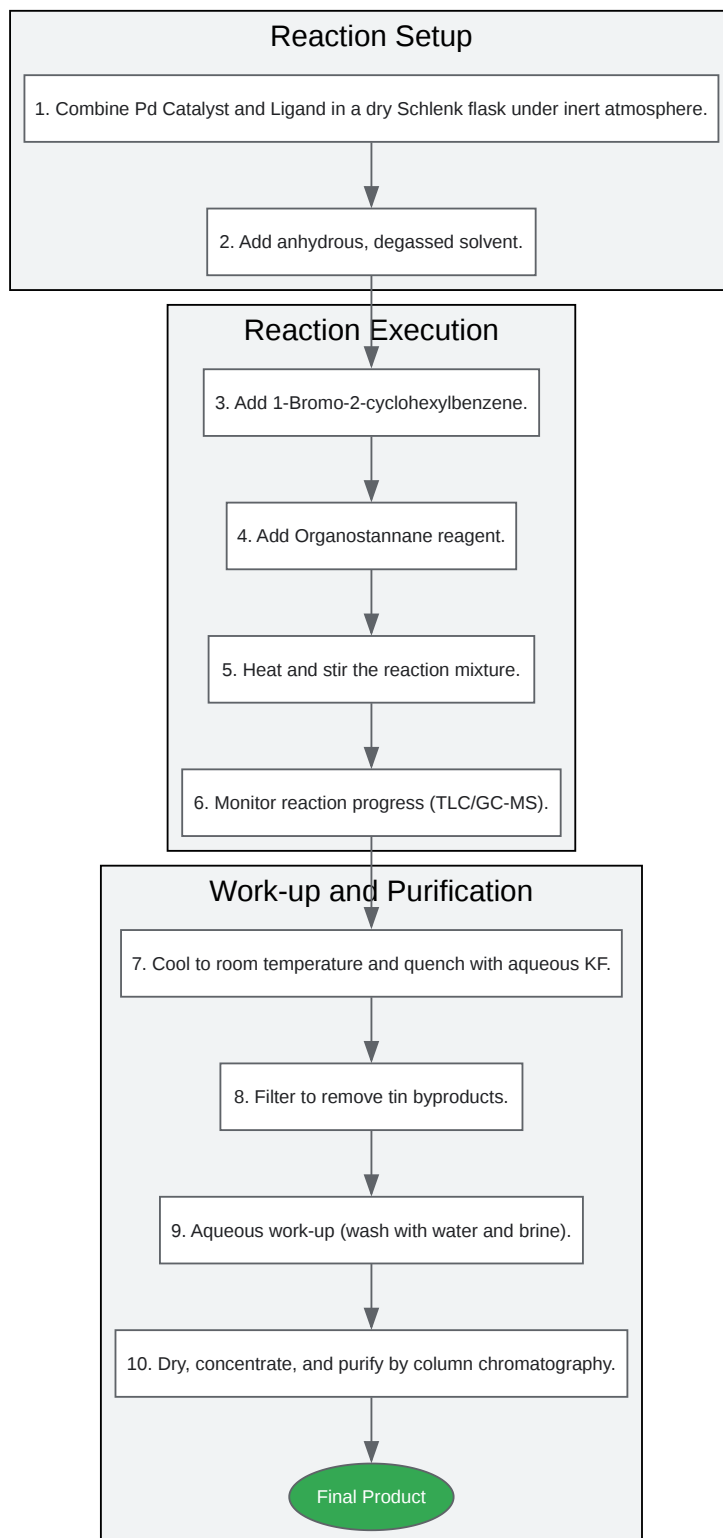 Reaction Setup
1. Combine Pd Catalyst and Ligand in a dry Schlenk flask under inert atmosphere.
2. Add anhydrous, degassed solvent.
Reaction Execution
3. Add 1-Bromo-2-cyclohexylbenzene.
4. Add Organostannane reagent.
5. Heat and stir the reaction mixture.
6. Monitor reaction progress (TLC/GC-MS).
Work-up and Purification
7. Cool to room temperature and quench with aqueous KF.
8. Filter to remove tin byproducts.
9. Aqueous work-up (wash with water and brine).
10. Dry, concentrate, and purify by column chromatography.
Final Product